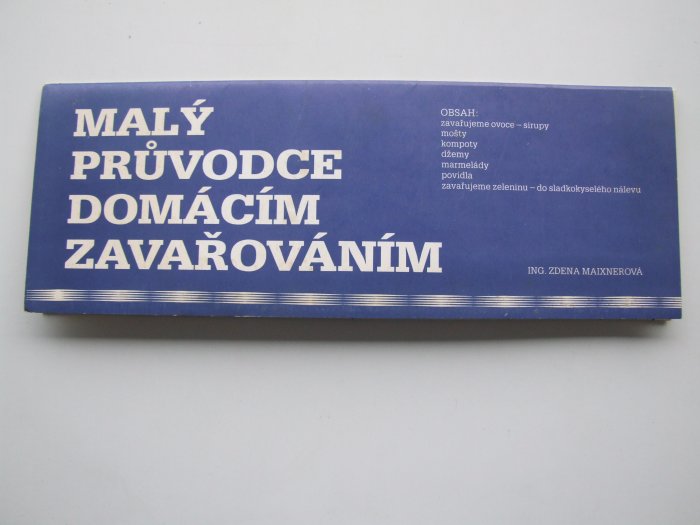 MALÝ
PRŮVODCE
DOMÁCÍM
ZAVAŘOVÁNÍM
OBSAH:
zavařujeme ovoce – sirupy
mošty
kompoty
džemy
marmelády
povidla
zavařujeme zeleninu – do sladkokyselého nálevu
ING. ZDENA MAIXNEROVÁ